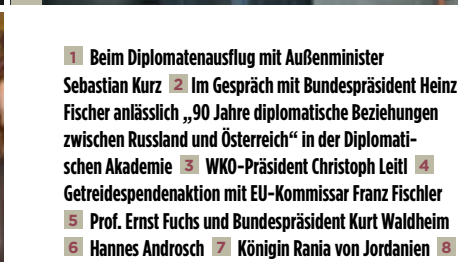 1 Beim Diplomatenausflug mit Außenminister
Sebastian Kurz 2 Im Gespräch mit Bundespräsident Heinz
Fischer anlässlich „90 Jahre diplomatische Beziehungen
zwischen Russland und Österreich“ in der Diplomati-
schen Akademie 3 WKO-Präsident Christoph Leitl 4
Getreidespendenaktion mit EU-Kommissar Franz Fischler
5 Prof. Ernst Fuchs und Bundespräsident Kurt Waldheim
6 Hannes Androsch 7 Königin Rania von Jordanien 8